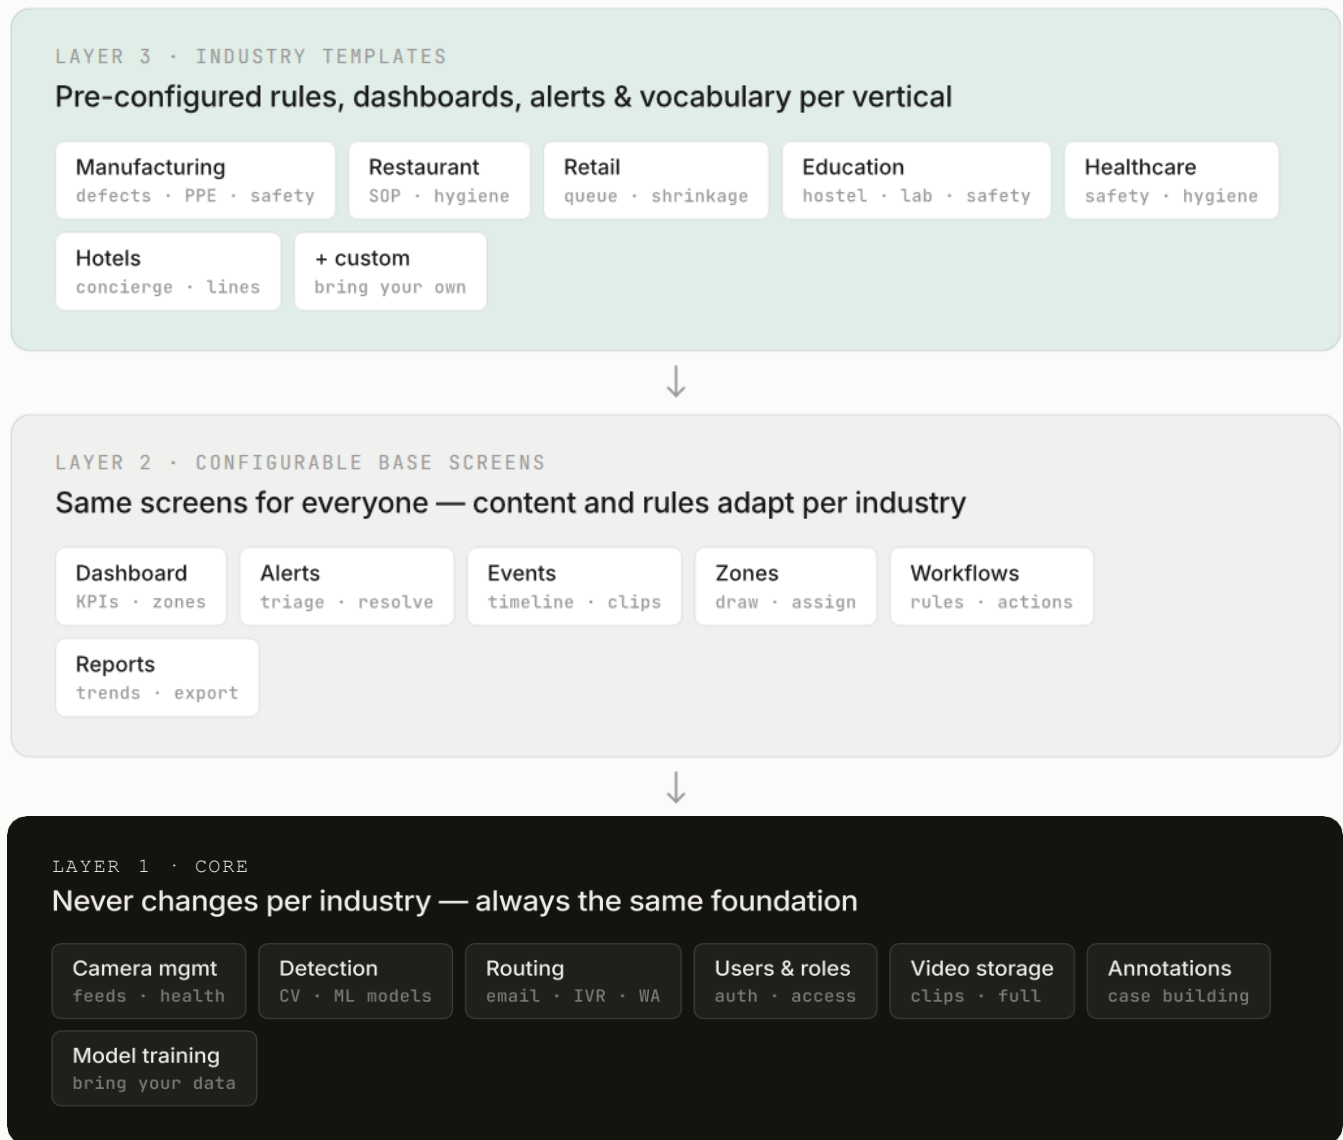 LAYER 3 · INDUSTRY TEMPLATES
Pre-configured rules, dashboards, alerts & vocabulary per vertical
Manufacturing
defects · PPE · safety
Restaurant
SOP · hygiene
Retail
queue · shrinkage
Education
hostel · lab · safety
Healthcare
safety · hygiene
Hotels
concierge · lines
+ custom
bring your own
LAYER 2 · CONFIGURABLE BASE SCREENS
Same screens for everyone — content and rules adapt per industry
Dashboard
KPIs · zones
Alerts
triage · resolve
Events
timeline · clips
Zones
draw · assign
Workflows
rules · actions
Reports
trends · export
LAYER 1 · CORE
Never changes per industry — always the same foundation
Camera mgmt
feeds · health
Detection
CV · ML models
Routing
email · IVR · WA
Users & roles
auth · access
Video storage
clips · full
Annotations
case building
Model training
bring your data